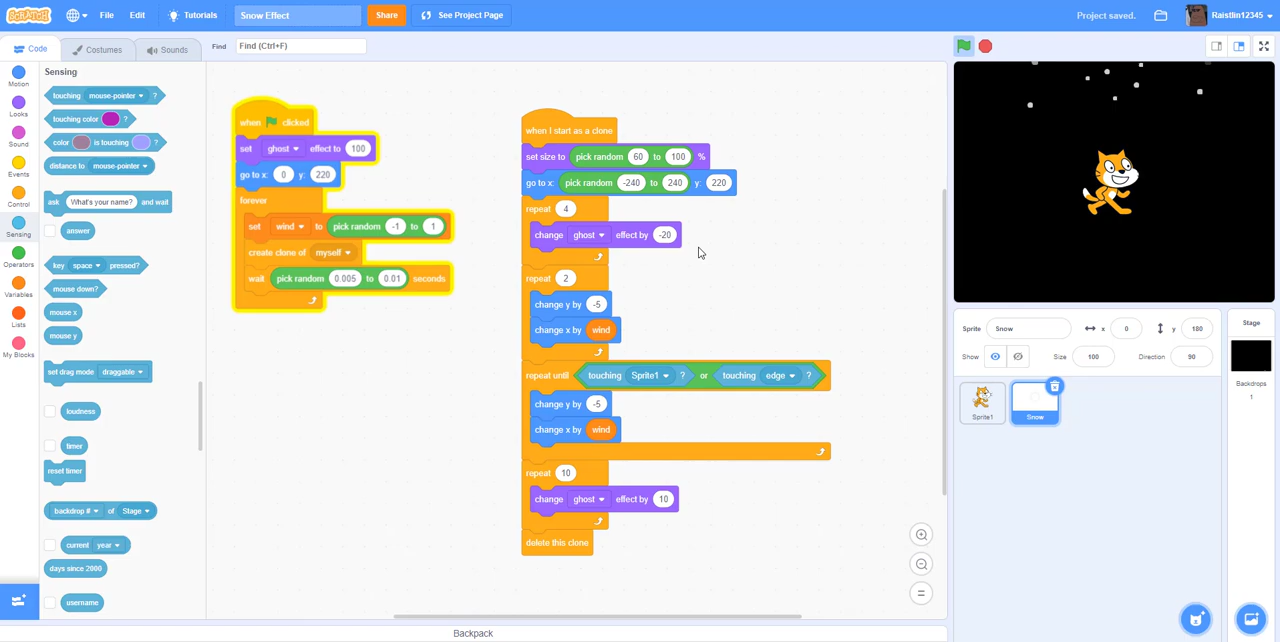 SCRATCH File Edit Tutorials Snow Effect Share See Project Page Project saved. Raistlin12345
Code Costumes Sounds Find Find (Ctrl+F)
Motion
Looks
Sound
Events
Control
Sensing
Operators
Variables
Lists
My Blocks
Sensing
touching mouse-pointer ?
touching color ?
color is touching ?
distance to mouse-pointer
ask What's your name? and wait
answer
key space pressed?
mouse down?
mouse x
mouse y
set drag mode draggable
loudness
timer
reset timer
backdrop # of Stage
current year
days since 2000
username
when clicked
set ghost effect to 100
go to x: 0 y: 220
forever
set wind to pick random -1 to 1
create clone of myself
wait pick random 0.005 to 0.01 seconds
when I start as a clone
set size to pick random 60 to 100 %
go to x: pick random -240 to 240 y: 220
repeat 4
change ghost effect by -20
repeat 2
change y by -5
change x by wind
repeat until touching Sprite1 ? or touching edge ?
change y by -5
change x by wind
repeat 10
change ghost effect by 10
delete this clone
Backpack
Sprite Snow x 0 y 180
Show Size 100 Direction 90
Sprite1
Snow
Stage
Backdrops
1